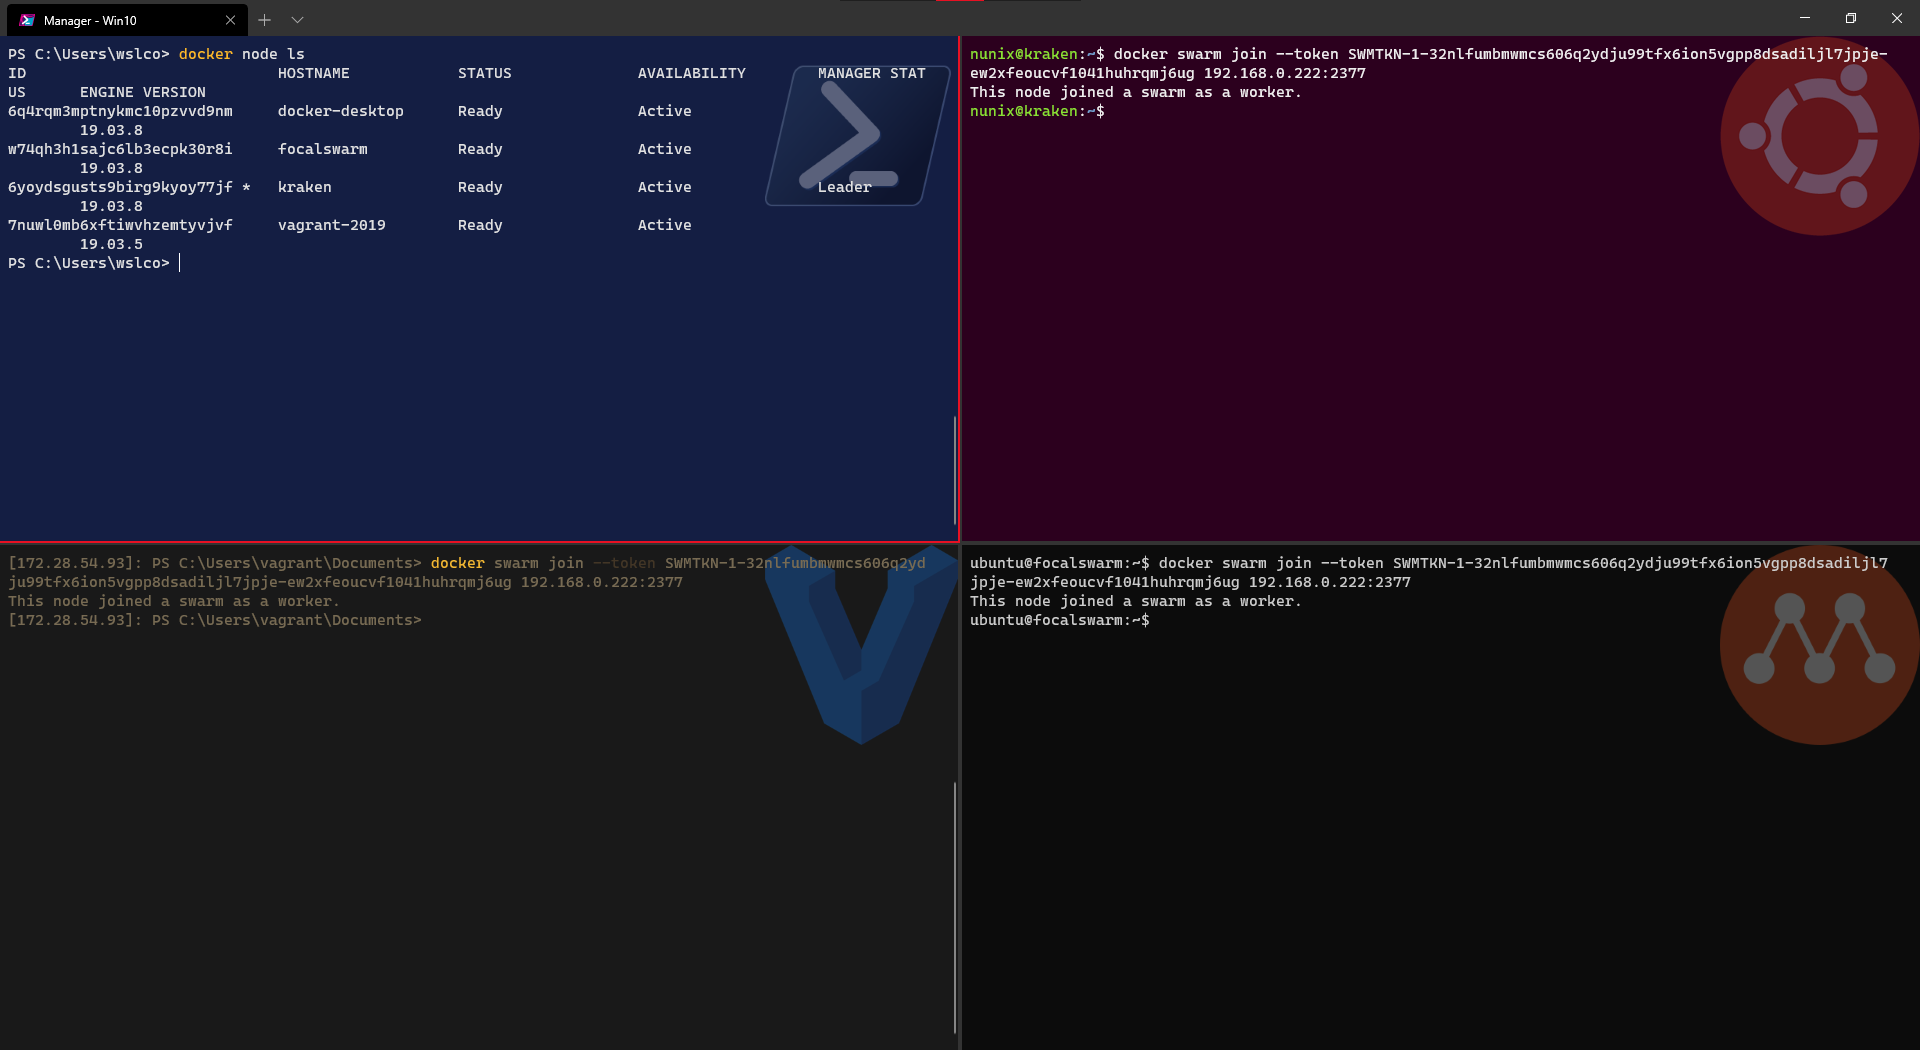 Manager - Win10
PS C:\Users\wslco> docker node ls
ID                            HOSTNAME            STATUS              AVAILABILITY        MANAGER STAT
US      ENGINE VERSION
6q4rqm3mptnykmc10pzvvd9nm     docker-desktop      Ready               Active
        19.03.8
w74qh3h1sajc6lb3ecpk30r8i     focalswarm          Ready               Active
        19.03.8
6yoydsgusts9birg9kyoy77jf *   kraken              Ready               Active              Leader
        19.03.8
7nuwl0mb6xftiwvhzemtyvjvf     vagrant-2019        Ready               Active
        19.03.5
PS C:\Users\wslco>
nunix@kraken:~$ docker swarm join --token SWMTKN-1-32nlfumbmwmcs606q2ydju99tfx6ion5vgpp8dsadiljl7jpje-
ew2xfeoucvf1041huhrqmj6ug 192.168.0.222:2377
This node joined a swarm as a worker.
nunix@kraken:~$
[172.28.54.93]: PS C:\Users\vagrant\Documents> docker swarm join --token SWMTKN-1-32nlfumbmwmcs606q2yd
ju99tfx6ion5vgpp8dsadiljl7jpje-ew2xfeoucvf1041huhrqmj6ug 192.168.0.222:2377
This node joined a swarm as a worker.
[172.28.54.93]: PS C:\Users\vagrant\Documents>
ubuntu@focalswarm:~$ docker swarm join --token SWMTKN-1-32nlfumbmwmcs606q2ydju99tfx6ion5vgpp8dsadiljl7
jpje-ew2xfeoucvf1041huhrqmj6ug 192.168.0.222:2377
This node joined a swarm as a worker.
ubuntu@focalswarm:~$